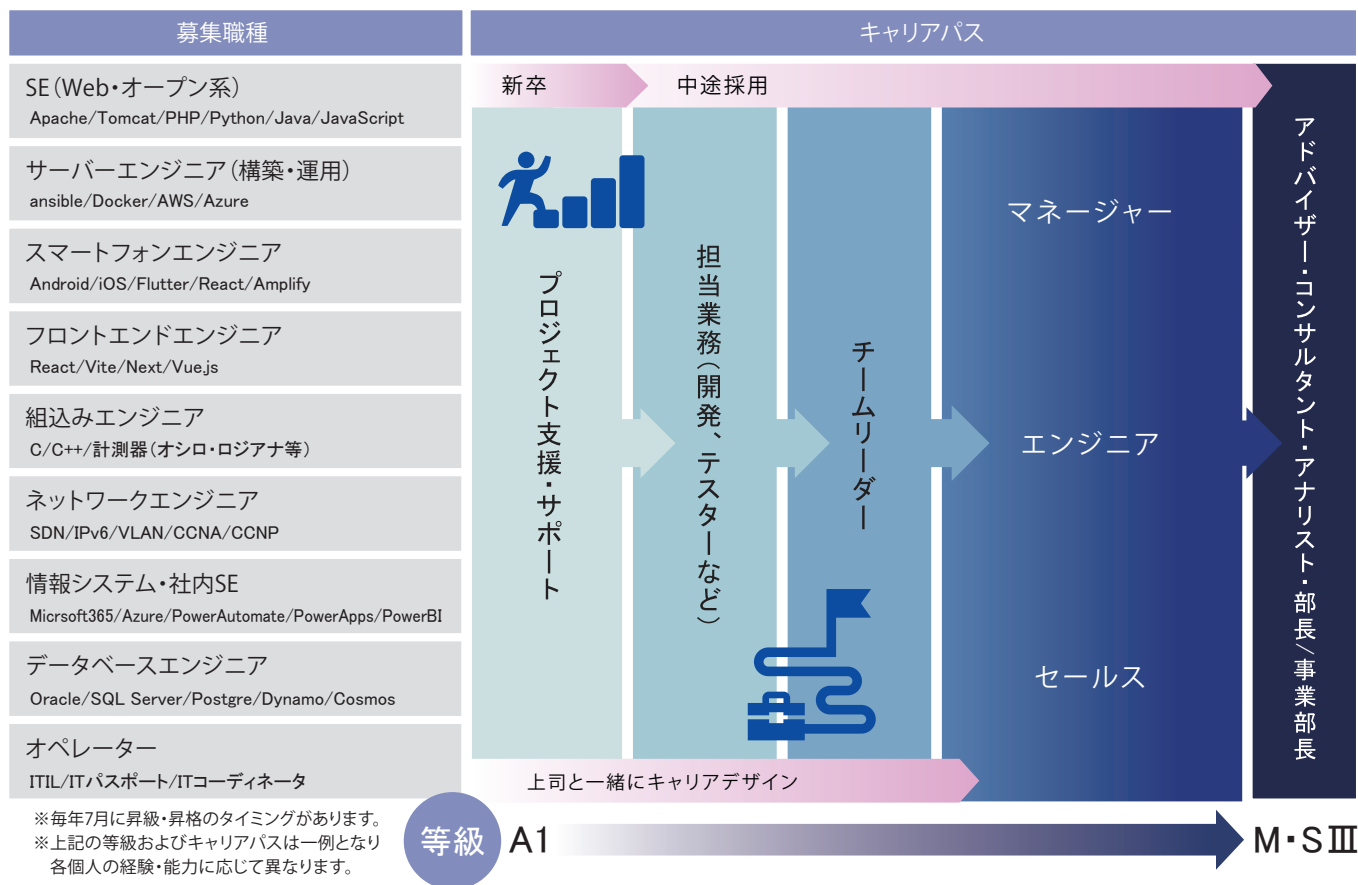 募集職種
SE(Web・オープン系)
Apache/Tomcat/PHP/Python/Java/JavaScript
サーバーエンジニア(構築・運用)
ansible/Docker/AWS/Azure
スマートフォンエンジニア
Android/iOS/Flutter/React/Amplify
フロントエンドエンジニア
React/Vite/Next/Vue.js
組込みエンジニア
C/C++/計測器(オシロ・ロジアナ等)
ネットワークエンジニア
SDN/IPv6/VLAN/CCNA/CCNP
情報システム・社内SE
Micrsoft365/Azure/PowerAutomate/PowerApps/PowerBI
データベースエンジニア
Oracle/SQL Server/Postgre/Dynamo/Cosmos
オペレーター
ITIL/ITパスポート/ITコーディネータ
キャリアパス
新卒
中途採用
プロジェクト支援・サポート
担当業務(開発、テスターなど)
チームリーダー
マネージャー
エンジニア
セールス
アドバイザー・コンサルタント・アナリスト・部長/事業部長
上司と一緒にキャリアデザイン
※毎年7月に昇級・昇格のタイミングがあります。
※上記の等級およびキャリアパスは一例となり
各個人の経験・能力に応じて異なります。
等級
A1
M・SⅢ